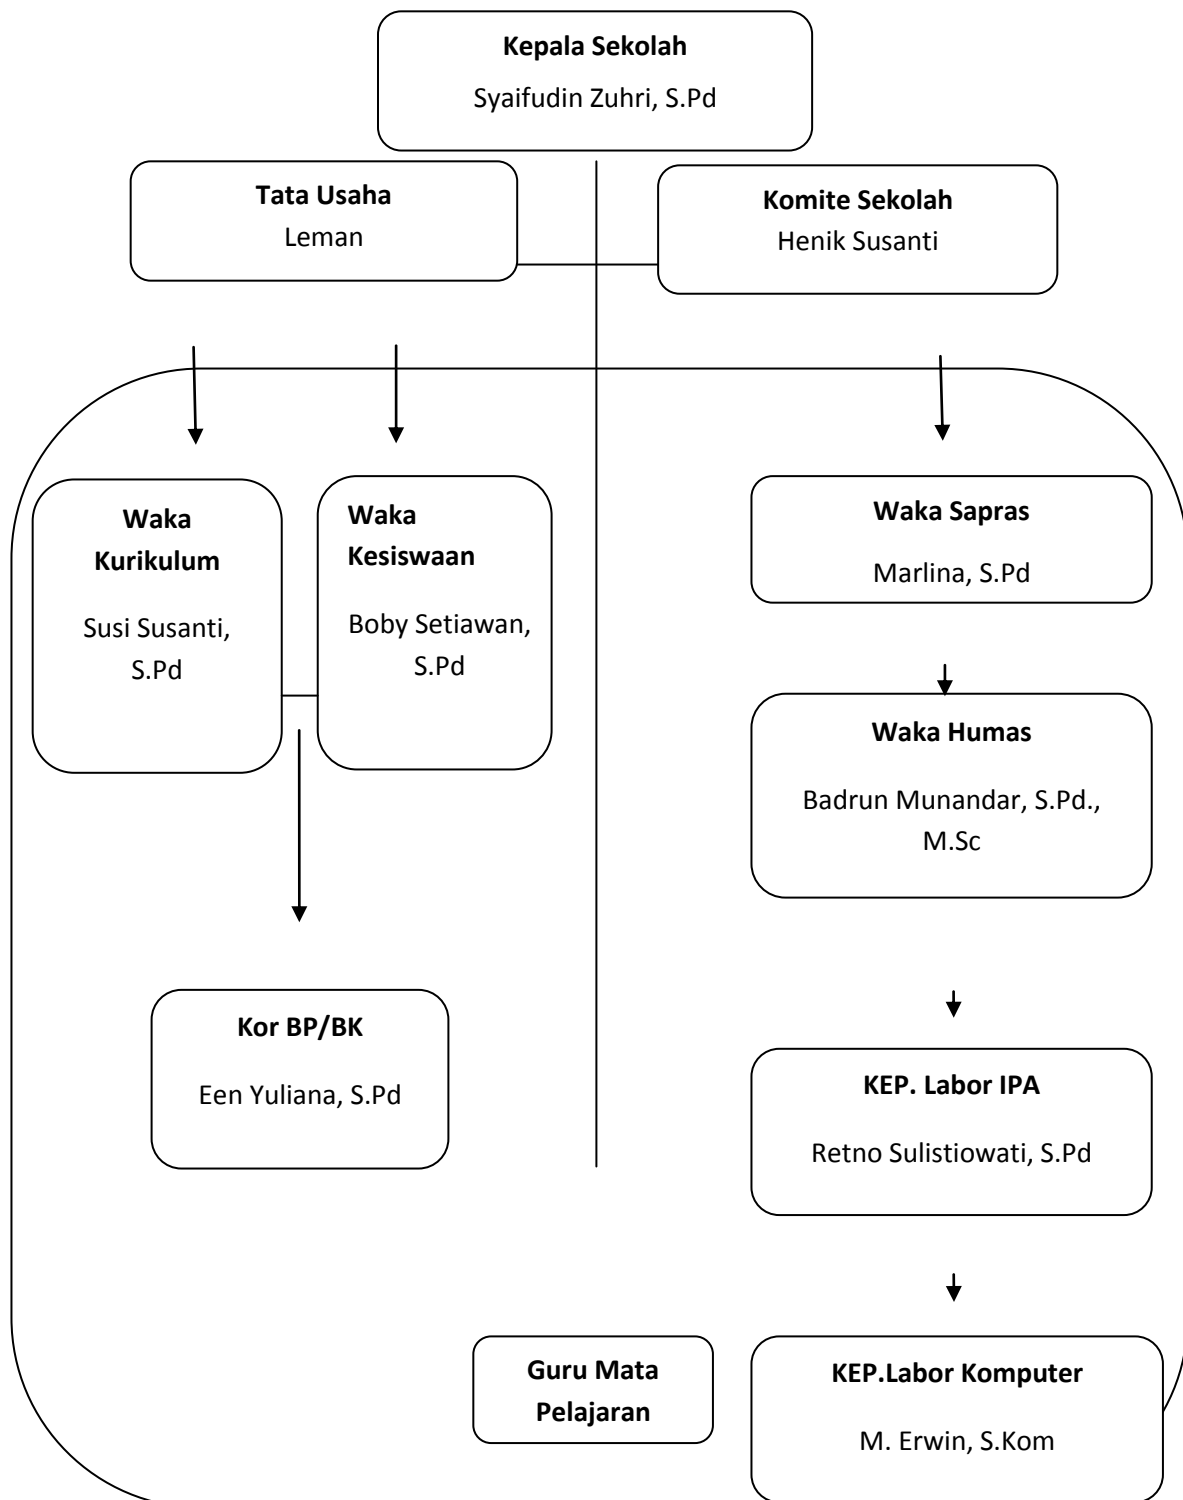 Kepala Sekolah
Syaifudin Zuhri, S.Pd
Tata Usaha
Leman
Komite Sekolah
Henik Susanti
Waka
Kurikulum
Susi Susanti,
S.Pd
Waka
Kesiswaan
Boby Setiawan,
S.Pd
Waka Sapras
Marlina, S.Pd
Waka Humas
Badrun Munandar, S.Pd.,
M.Sc
Kor BP/BK
Een Yuliana, S.Pd
KEP. Labor IPA
Retno Sulistiowati, S.Pd
Guru Mata
Pelajaran
KEP.Labor Komputer
M. Erwin, S.Kom